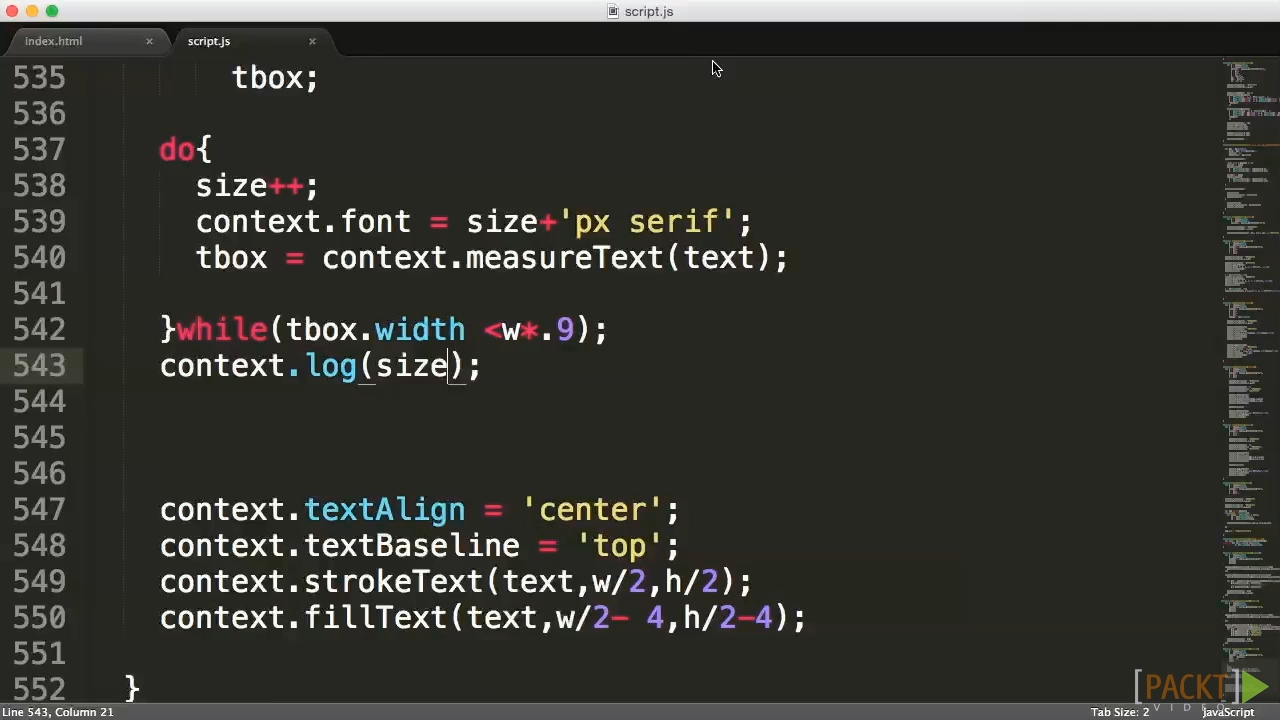 script.js
index.html × script.js ×
535 tbox;
536
537 do{
538 size++;
539 context.font = size+'px serif';
540 tbox = context.measureText(text);
541
542 }while(tbox.width <w*.9);
543 context.log(size);
544
545
546
547 context.textAlign = 'center';
548 context.textBaseline = 'top';
549 context.strokeText(text,w/2,h/2);
550 context.fillText(text,w/2- 4,h/2-4);
551
552 }
[PACKT]
VIDEO
Line 543, Column 21 Tab Size: 2 JavaScript